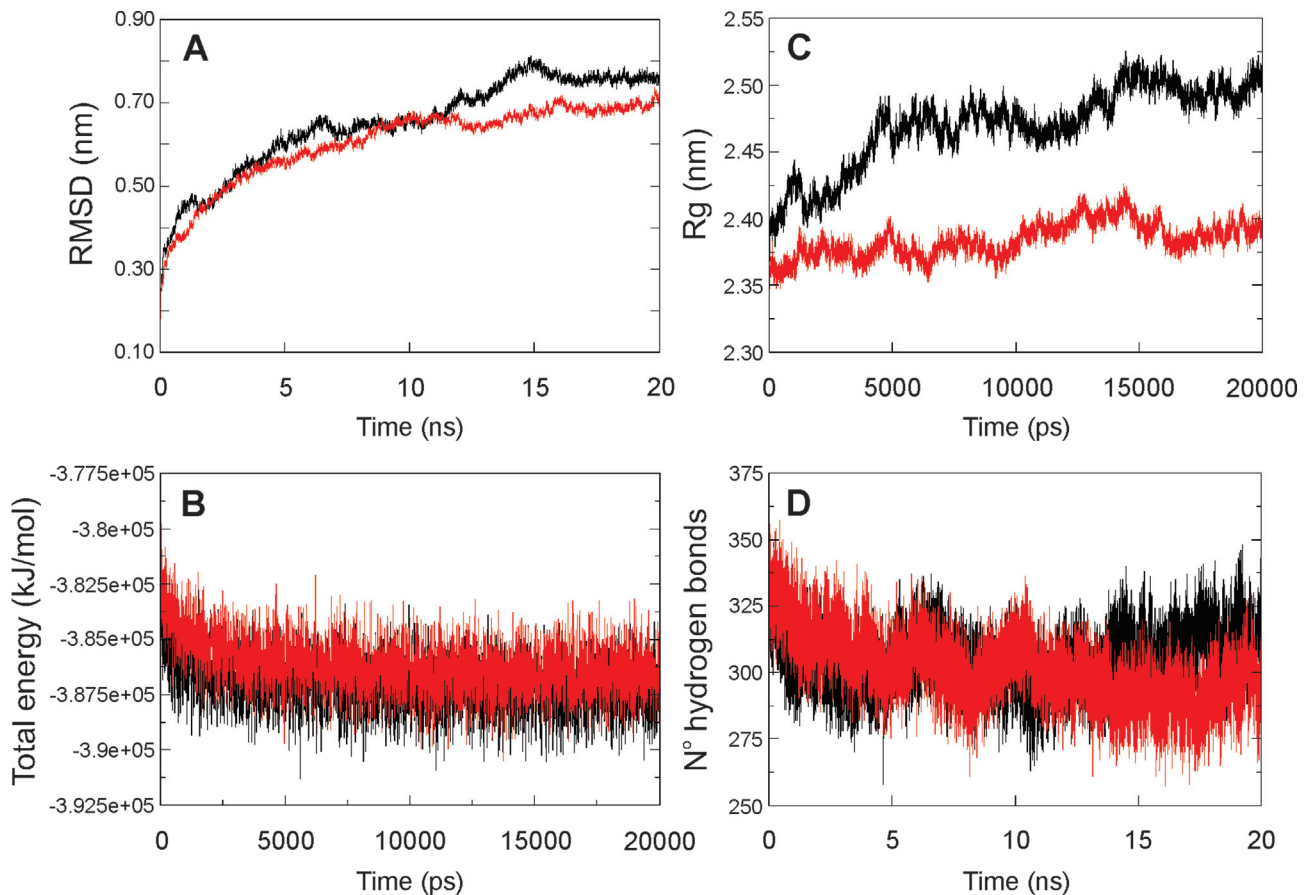 A
RMSD (nm)
0.90
0.70
0.50
0.30
0.10
0 5 10 15 20
Time (ns)
C
Rg (nm)
2.55
2.50
2.45
2.40
2.35
2.30
0 5000 10000 15000 20000
Time (ps)
B
Total energy (kJ/mol)
-3.775e+05
-3.8e+05
-3.825e+05
-3.85e+05
-3.875e+05
-3.9e+05
-3.925e+05
0 5000 10000 15000 20000
Time (ps)
D
N° hydrogen bonds
375
350
325
300
275
250
0 5 10 15 20
Time (ns)